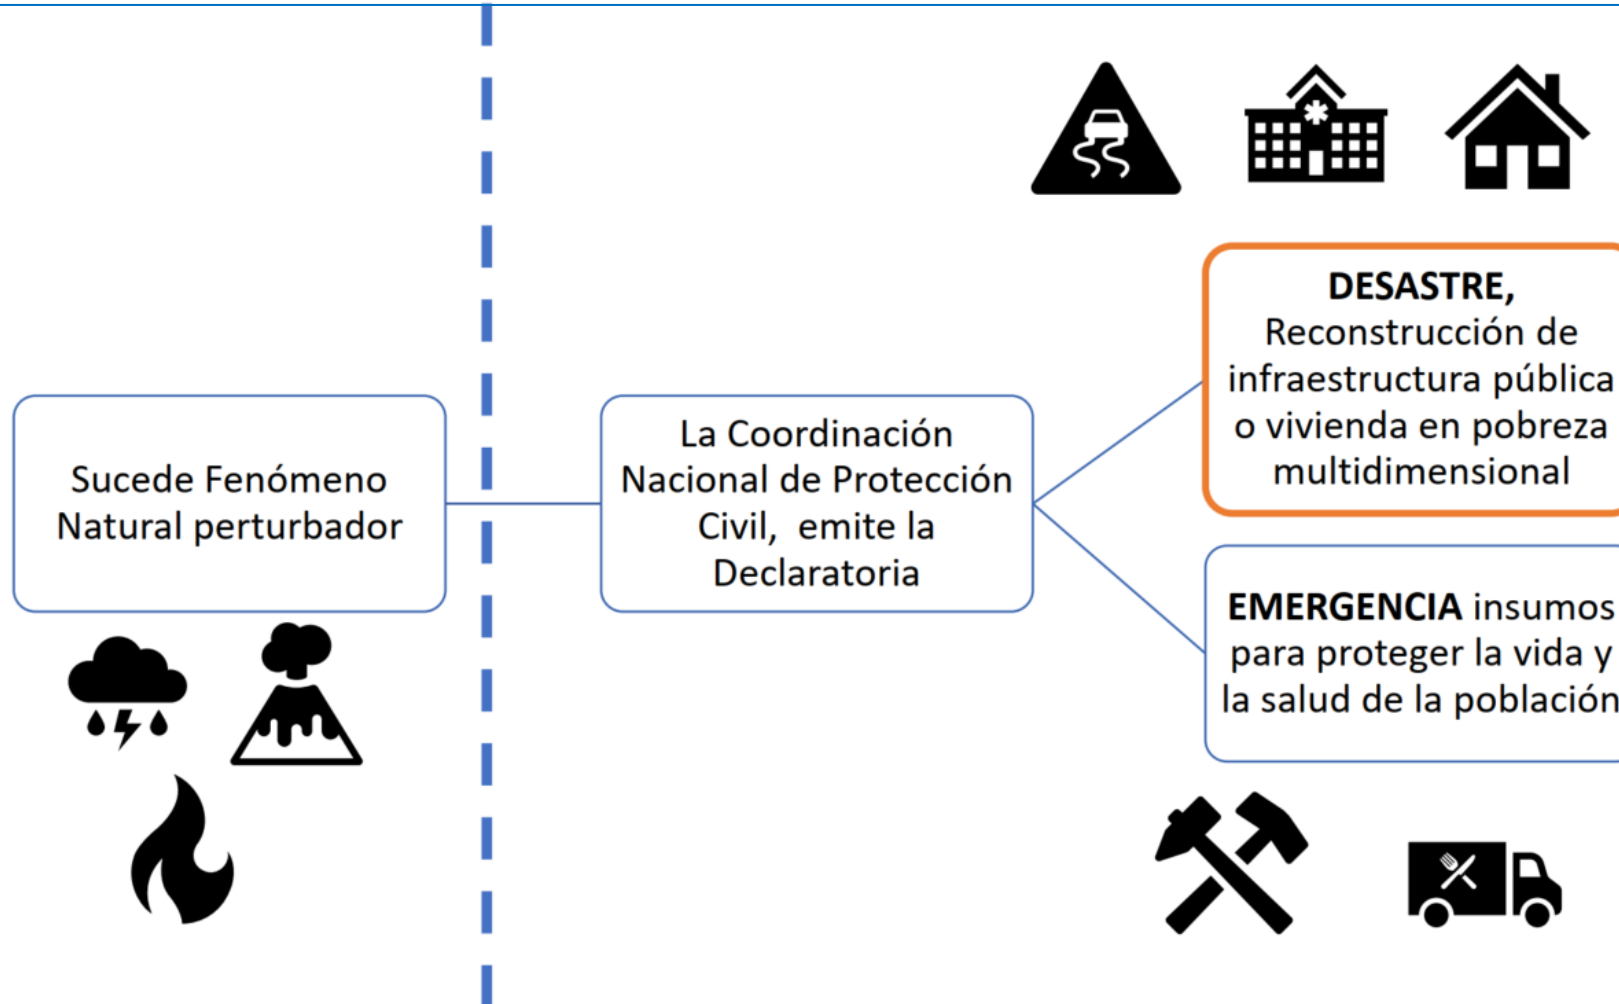 Sucede Fenómeno
Natural perturbador
La Coordinación
Nacional de Protección
Civil, emite la
Declaratoria
DESASTRE,
Reconstrucción de
infraestructura pública
o vivienda en pobreza
multidimensional
EMERGENCIA insumos
para proteger la vida y
la salud de la población